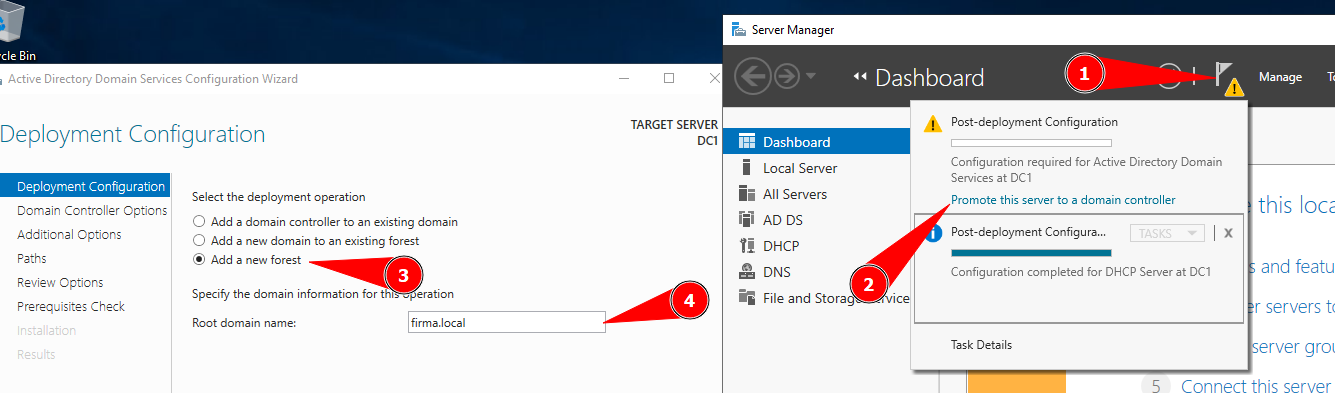 cle Bin
Active Directory Domain Services Configuration Wizard
Deployment Configuration
TARGET SERVER
DC1
Deployment Configuration
Domain Controller Options
Additional Options
Paths
Review Options
Prerequisites Check
Installation
Results
Select the deployment operation
Add a domain controller to an existing domain
Add a new domain to an existing forest
Add a new forest
3
Specify the domain information for this operation
Root domain name:
firma.local
4
Server Manager
Dashboard
1
Manage
To
Dashboard
Local Server
All Servers
AD DS
DHCP
DNS
File and Storage Service
Post-deployment Configuration
Configuration required for Active Directory Domain
Services at DC1
Promote this server to a domain controller
2
Post-deployment Configura...
TASKS
X
Configuration completed for DHCP Server at DC1
Task Details
e this loca
s and featu
er servers to
server grou
5 Connect this server